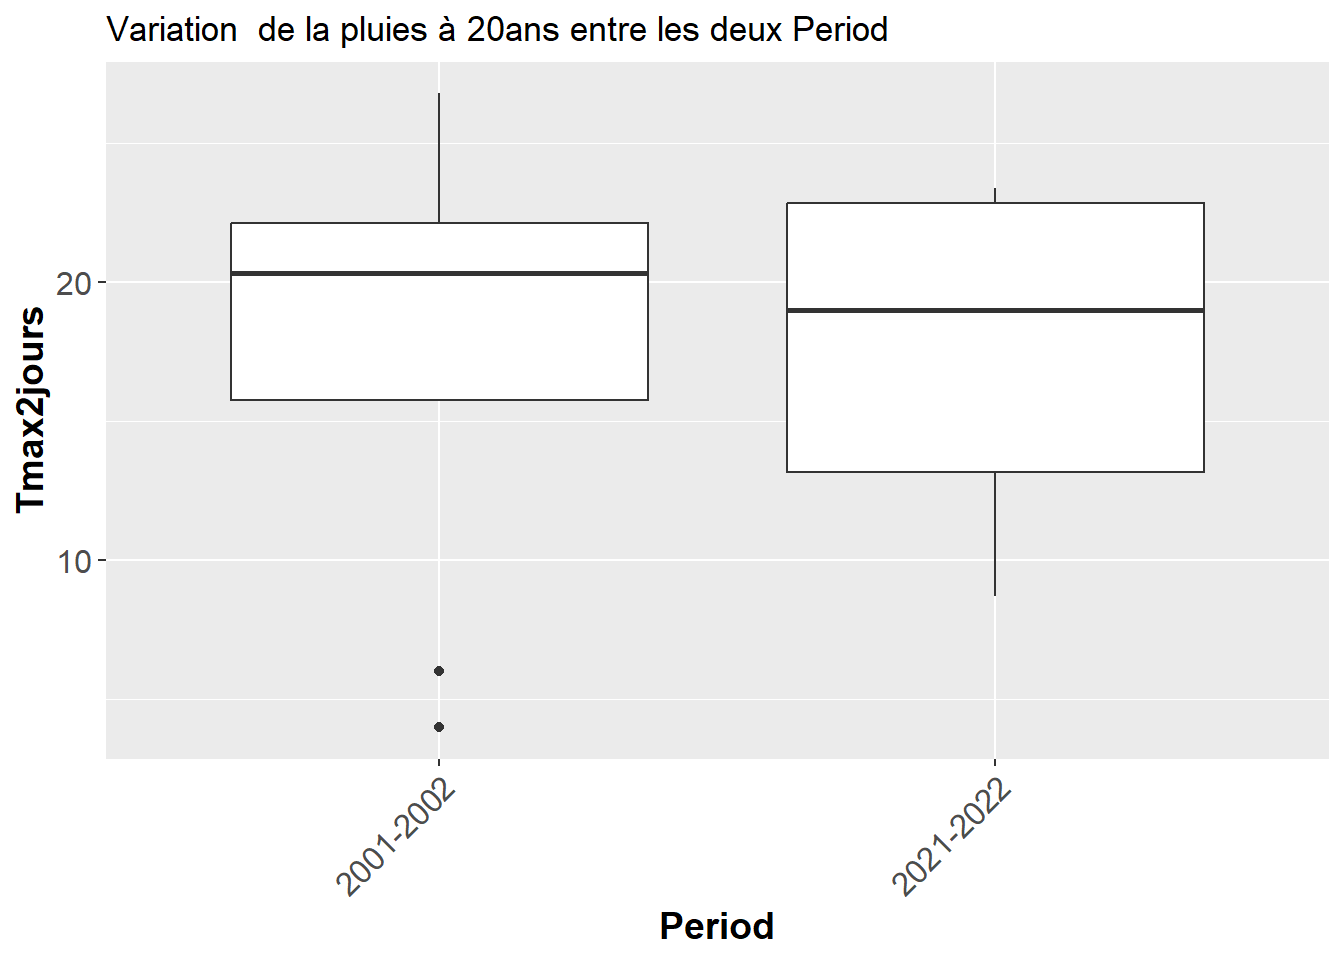 Variation  de la pluies à 20ans entre les deux Period
Tmax2jours
20
10
2001-2002
2021-2022
Period